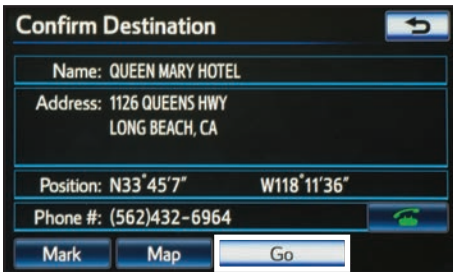 Confirm Destination
Name: QUEEN MARY HOTEL
Address: 1126 QUEENS HWY
LONG BEACH, CA
Position: N33°45'7" W118°11'36"
Phone #: (562)432-6964
Mark Map Go